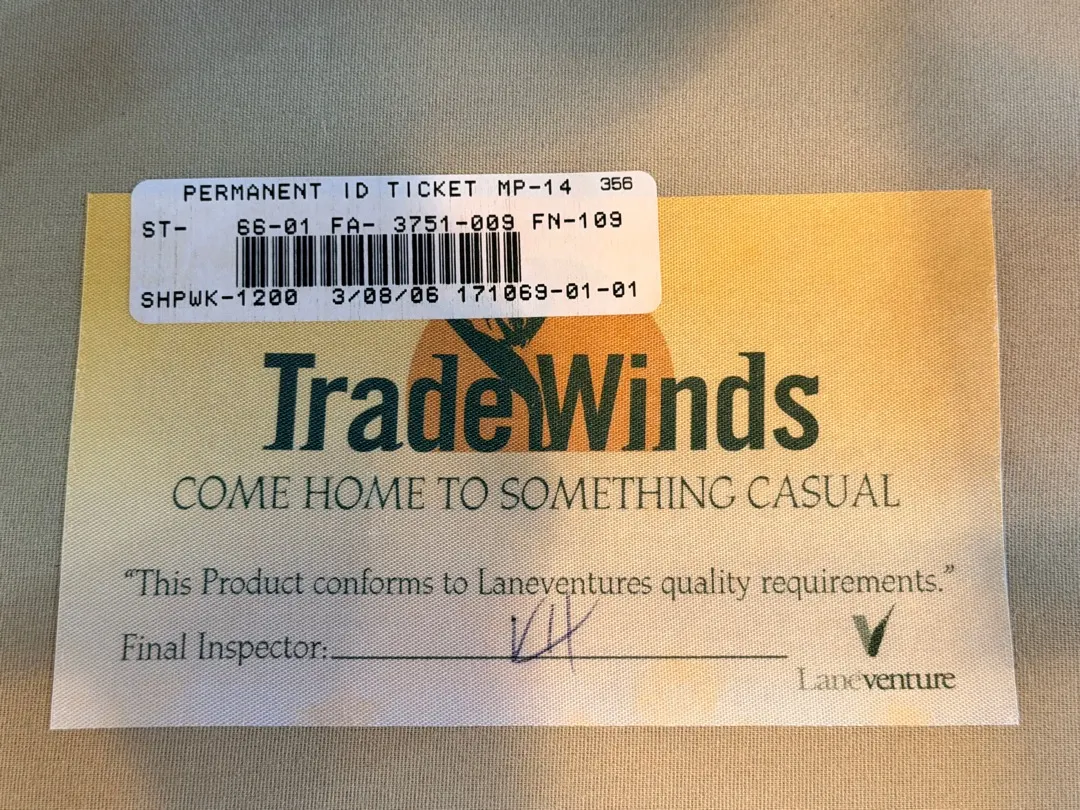 PERMANENT ID TICKET MP-14 356
ST- 66-01 FA- 3751-009 FN-109
SHPWK-1200 3/08/06 171069-01-01
TradeWinds
COME HOME TO SOMETHING CASUAL
“This Product conforms to Laneventures quality requirements.”
Final Inspector: VH
Laneventure